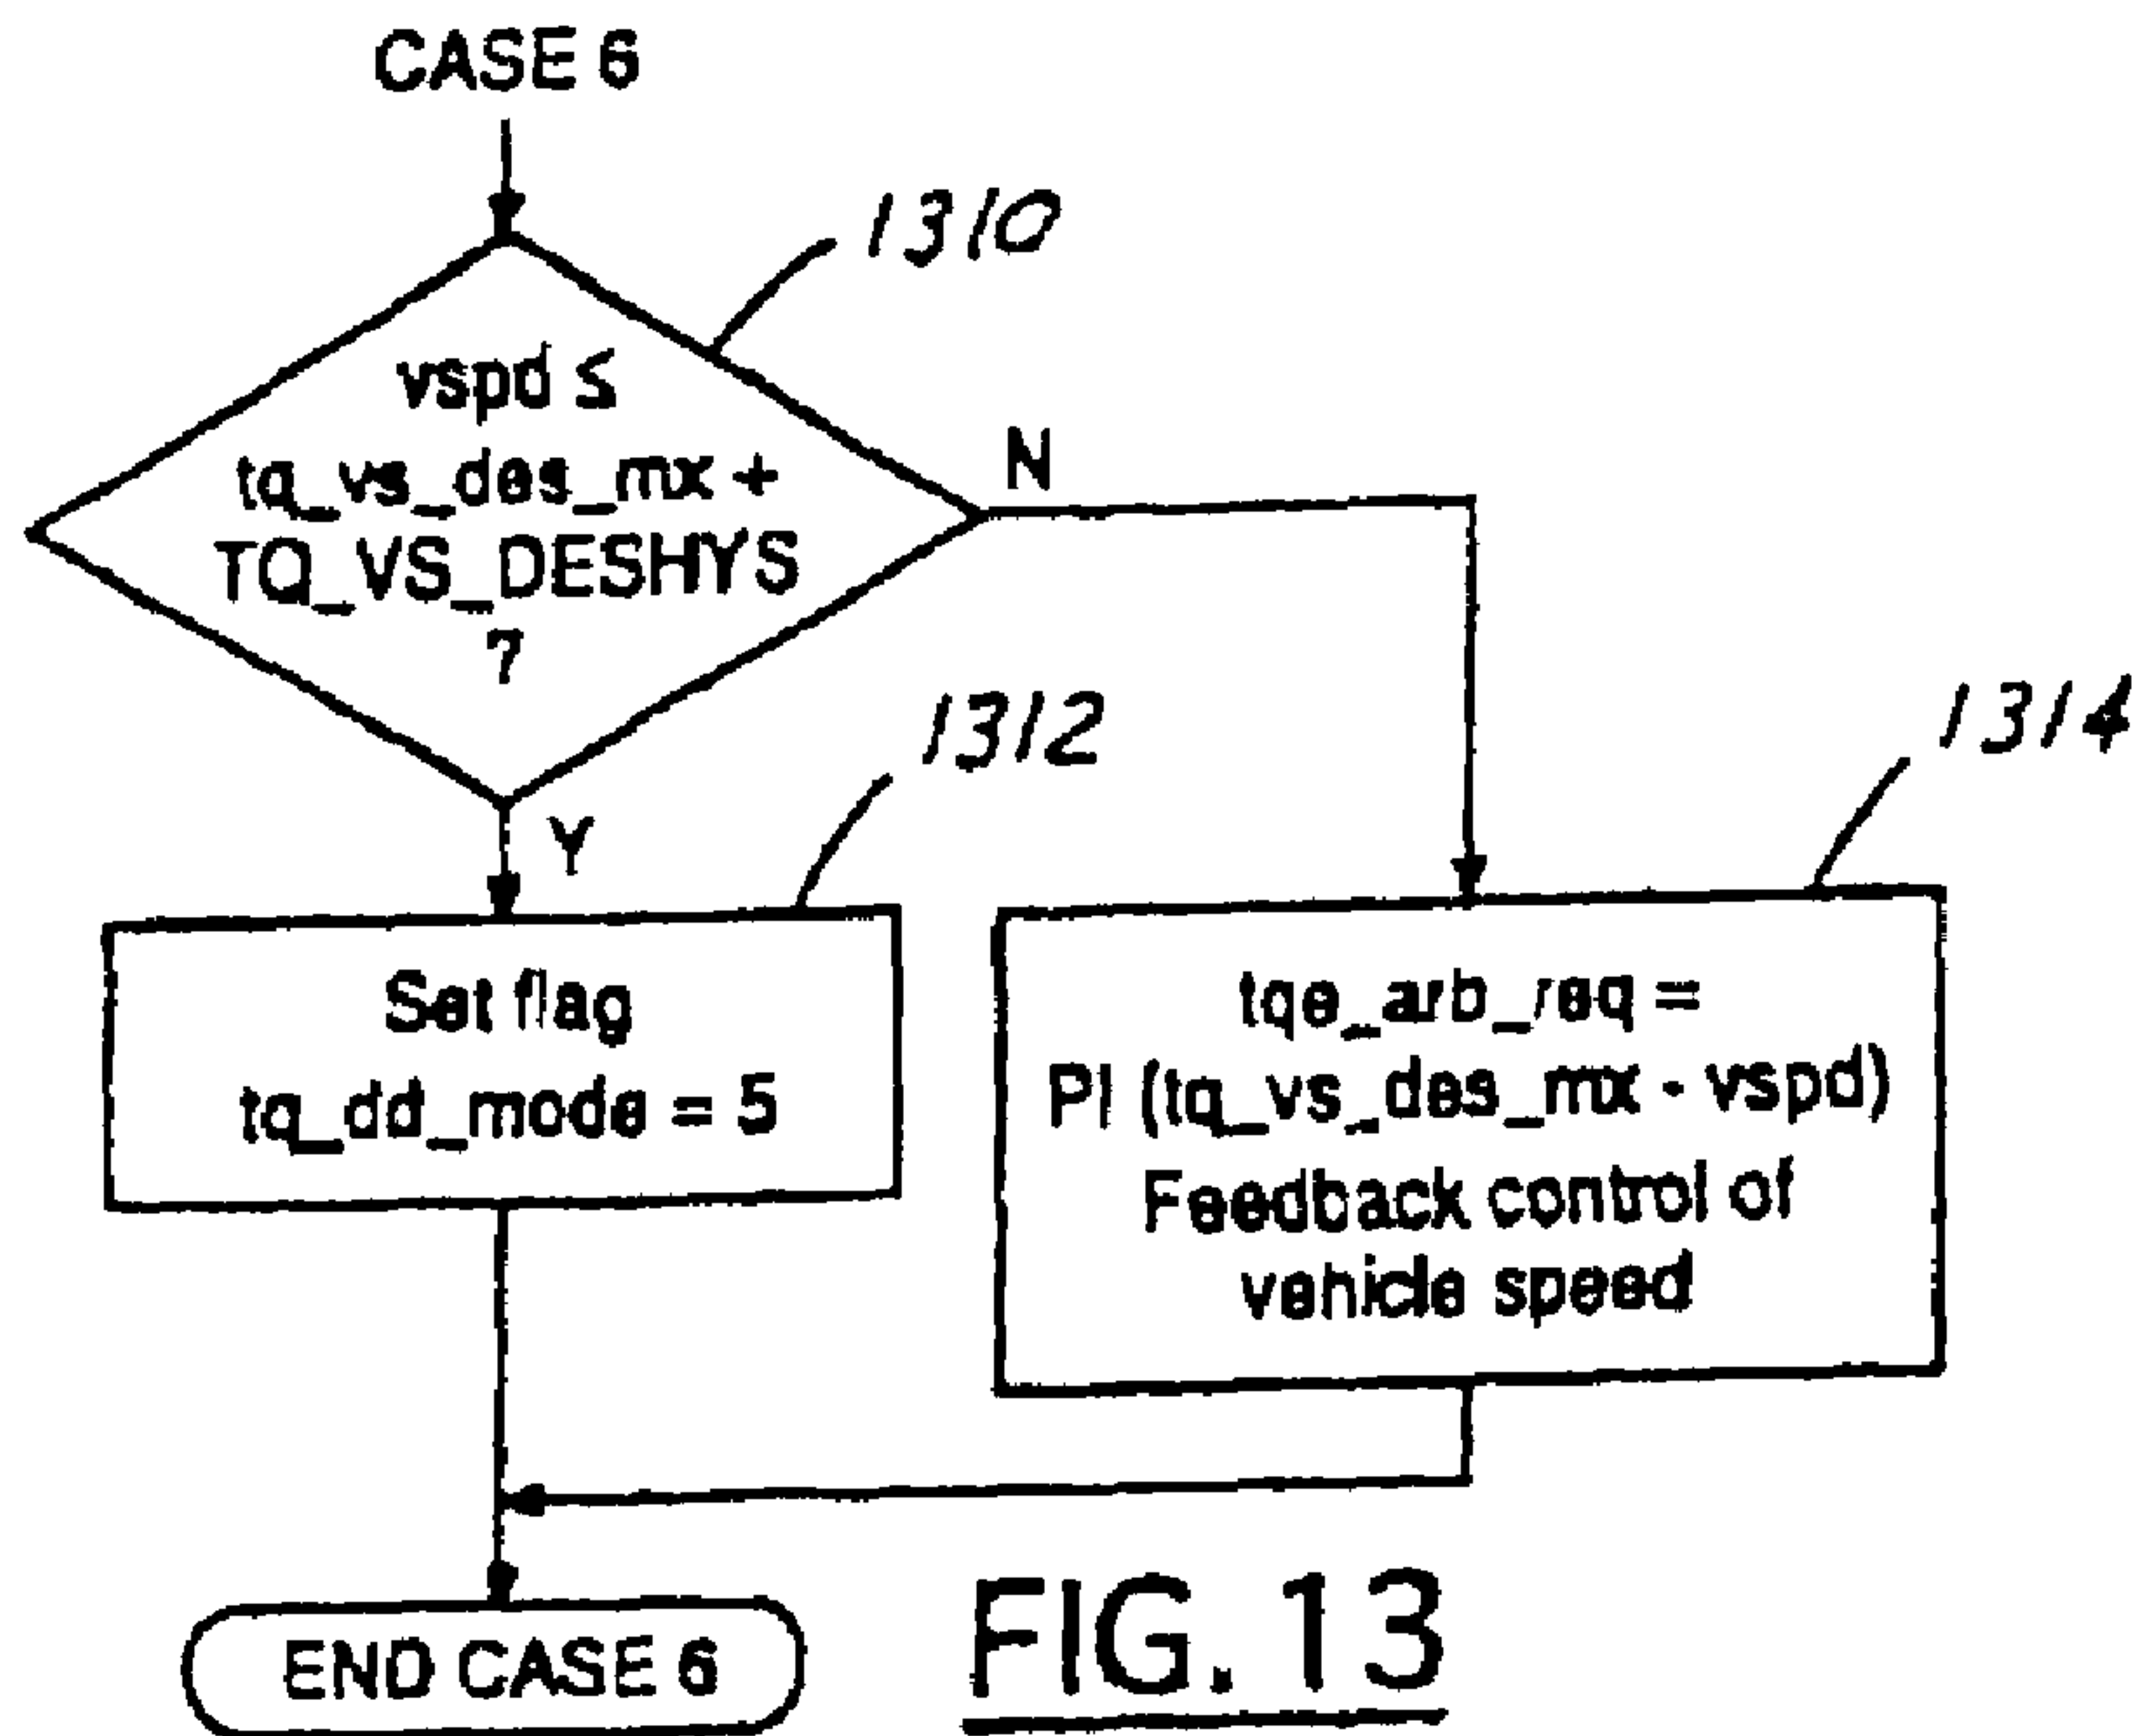 CASE 6
1310
vspd ≤
tq_vs_des_mx +
TQ_VS_DESHYS
?
N
Y
1312
1314
Set flag
tq_dd_mode = 5
tqe_arb_req =
PI (tq_vs_des_mx - vspd)
Feedback control of
vehicle speed
END CASE 6
FIG. 13